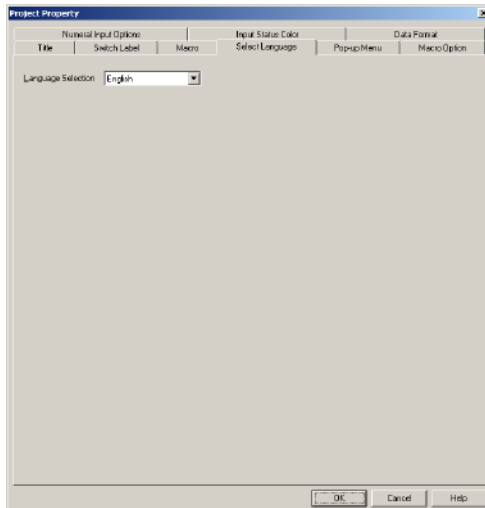 Project Property
Numeral Input Options Input Status Color Data Format
Title Switch Label Macro Select Language Pop-up Menu Macro Option
Language Selection English
OK Cancel Help